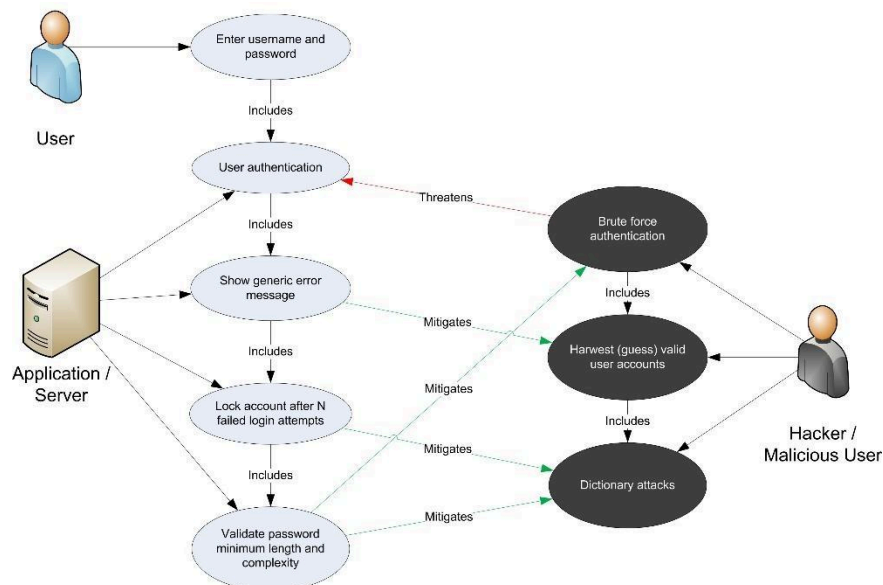 Enter username and
password
User
Includes
User authentication
Threatens
Includes
Brute force
authentication
Show generic error
message
Includes
Mitigates
Includes
Harwest (guess) valid
user accounts
Application /
Server
Mitigates
Lock account after N
failed login attempts
Includes
Hacker /
Malicious User
Mitigates
Includes
Dictionary attacks
Mitigates
Validate password
minimum length and
complexity